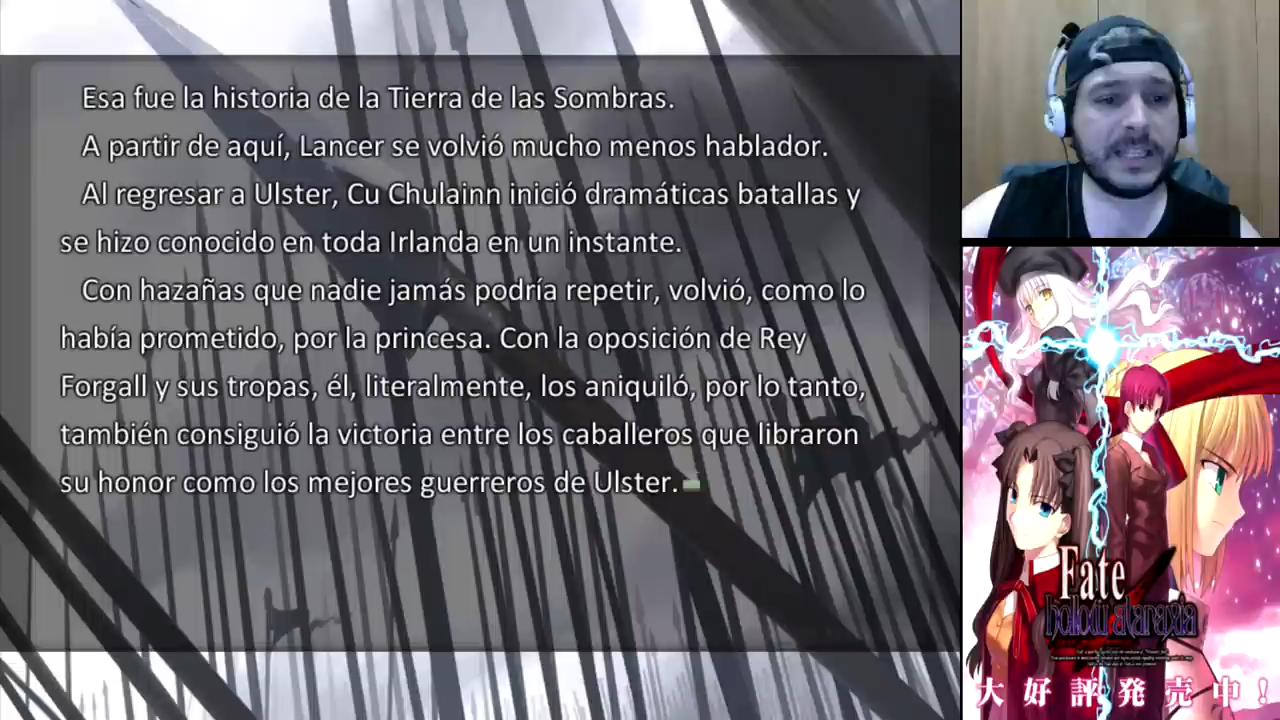 Esa fue la historia de la Tierra de las Sombras.
A partir de aquí, Lancer se volvió mucho menos hablador.
Al regresar a Ulster, Cu Chulainn inició dramáticas batallas y
se hizo conocido en toda Irlanda en un instante.
Con hazañas que nadie jamás podría repetir, volvió, como lo
había prometido, por la princesa. Con la oposición de Rey
Forgall y sus tropas, él, literalmente, los aniquiló, por lo tanto,
también consiguió la victoria entre los caballeros que libraron
su honor como los mejores guerreros de Ulster.
Fate
hollow ataraxia
大好評発売中!